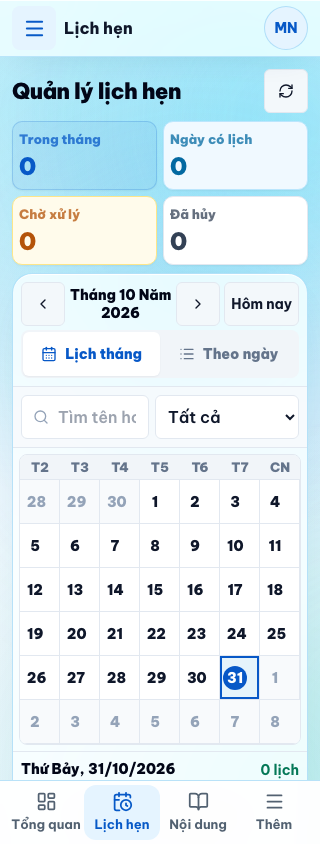 Lịch hẹn
MN
Quản lý lịch hẹn
Trong tháng
0
Ngày có lịch
0
Chờ xử lý
0
Đã hủy
0
Tháng 10 Năm
2026
Hôm nay
Lịch tháng
Theo ngày
Tìm tên họ
Tất cả
T2 T3 T4 T5 T6 T7 CN
28 29 30 1 2 3 4
5 6 7 8 9 10 11
12 13 14 15 16 17 18
19 20 21 22 23 24 25
26 27 28 29 30 31 1
2 3 4 5 6 7 8
Thứ Bảy, 31/10/2026
0 lịch
Tổng quan Lịch hẹn Nội dung Thêm